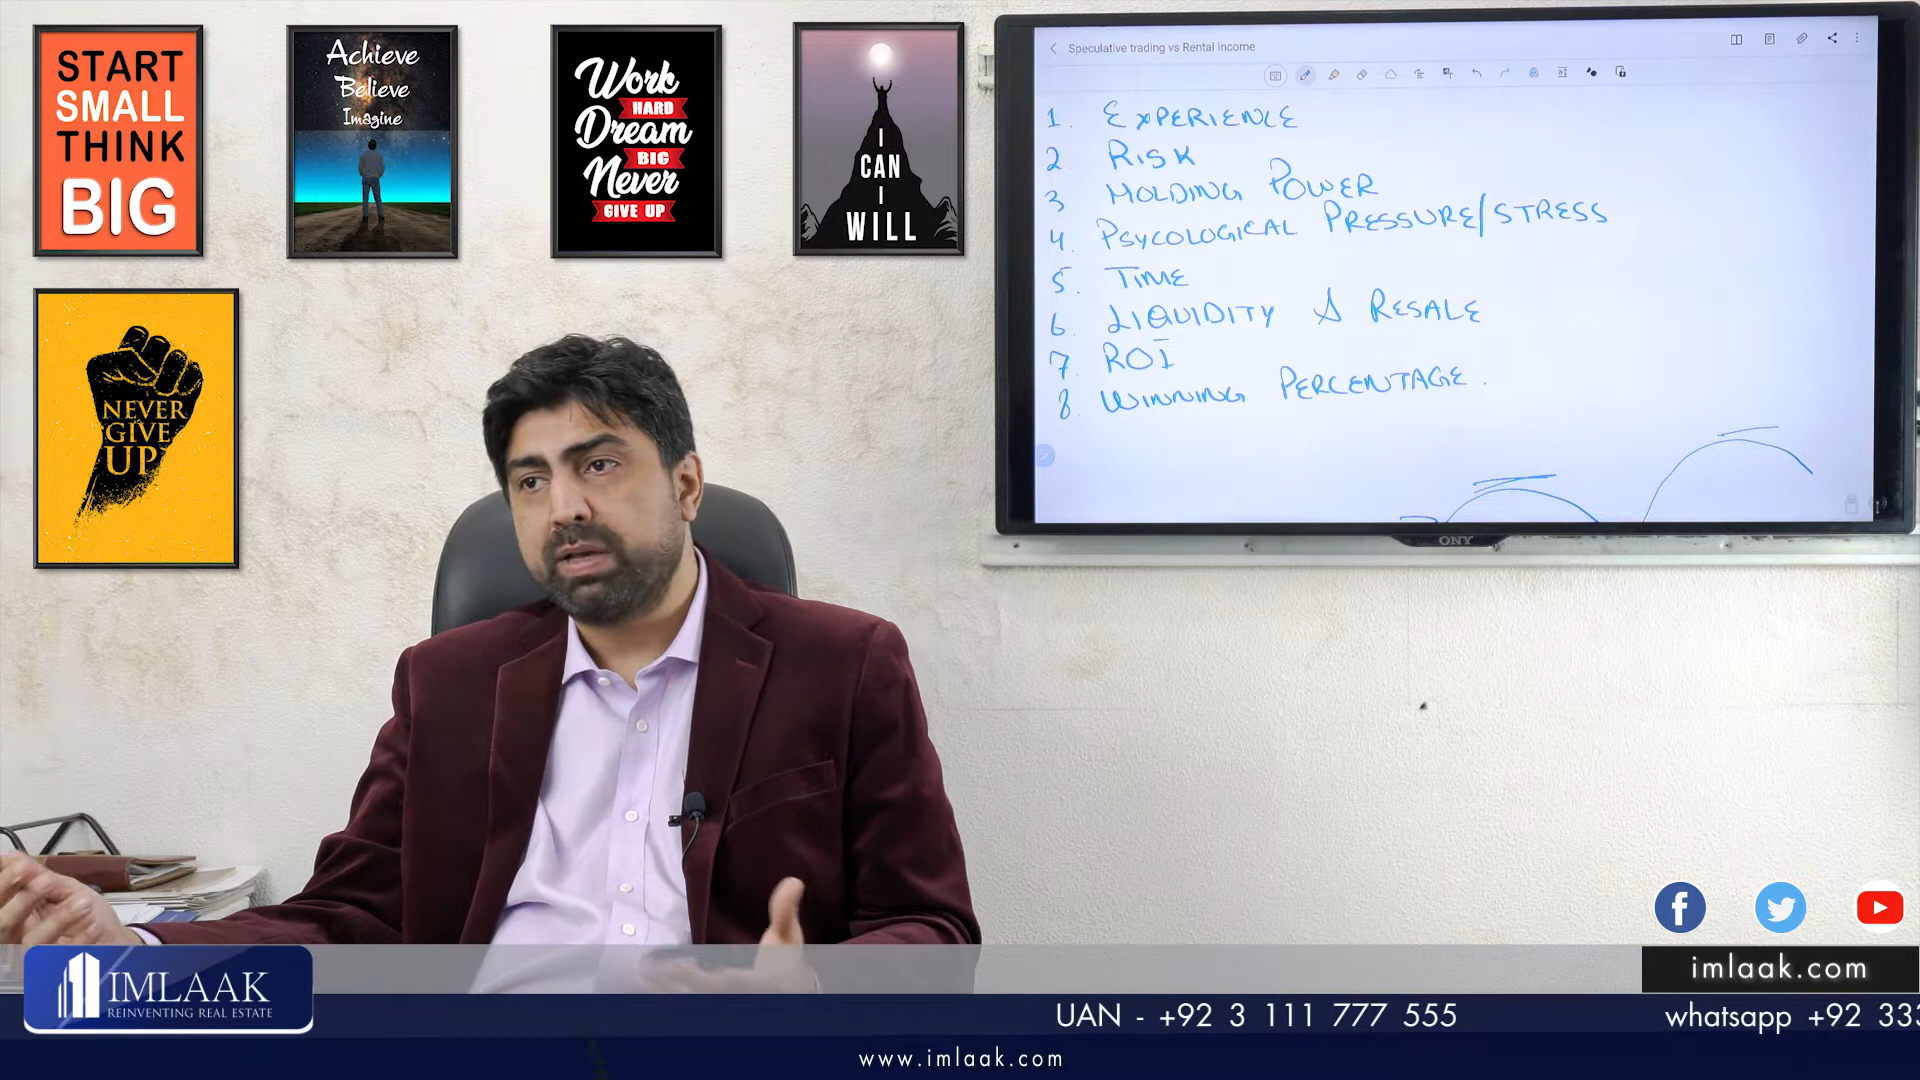 START
SMALL
THINK
BIG
Achieve
Believe
Imagine
Work
HARD
Dream
BIG
Never
GIVE UP
I
CAN
I
WILL
NEVER
GIVE
UP
Speculative trading vs Rental income
1. EXPERIENCE
2. RISK
3 HOLDING POWER
4. PSYCOLOGICAL PRESSURE/STRESS
5. TIME
6. LIQUIDITY & RESALE
7 ROI
8. WINNING PERCENTAGE.
ONY
IMLAAK
REINVENTING REAL ESTATE
imlaak.com
UAN - +92 3 111 777 555
whatsapp +92 333
www.imlaak.com